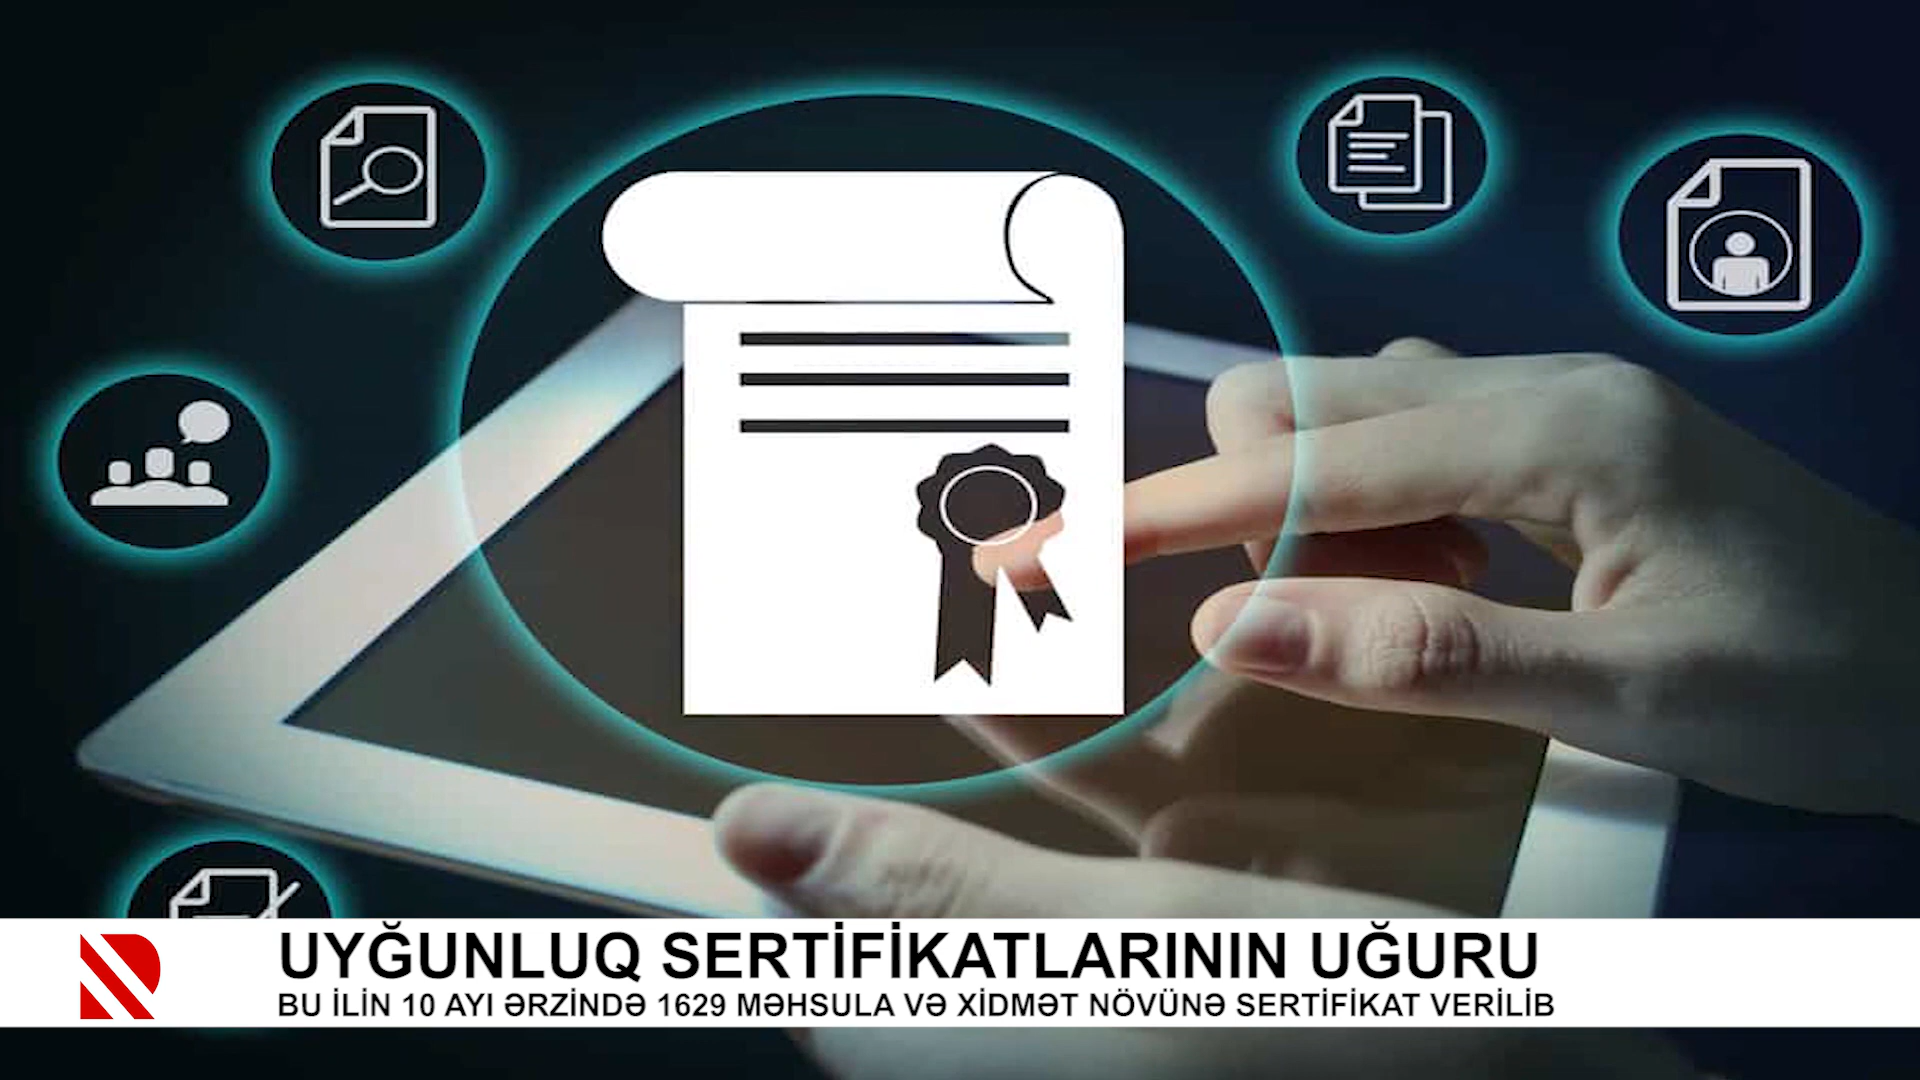 UYĞUNLUQ SERTİFİKATLARININ UĞURU
BU İLİN 10 AYI ƏRZİNDƏ 1629 MƏHSULA VƏ XİDMƏT NÖVÜNƏ SERTİFİKAT VERİLİB